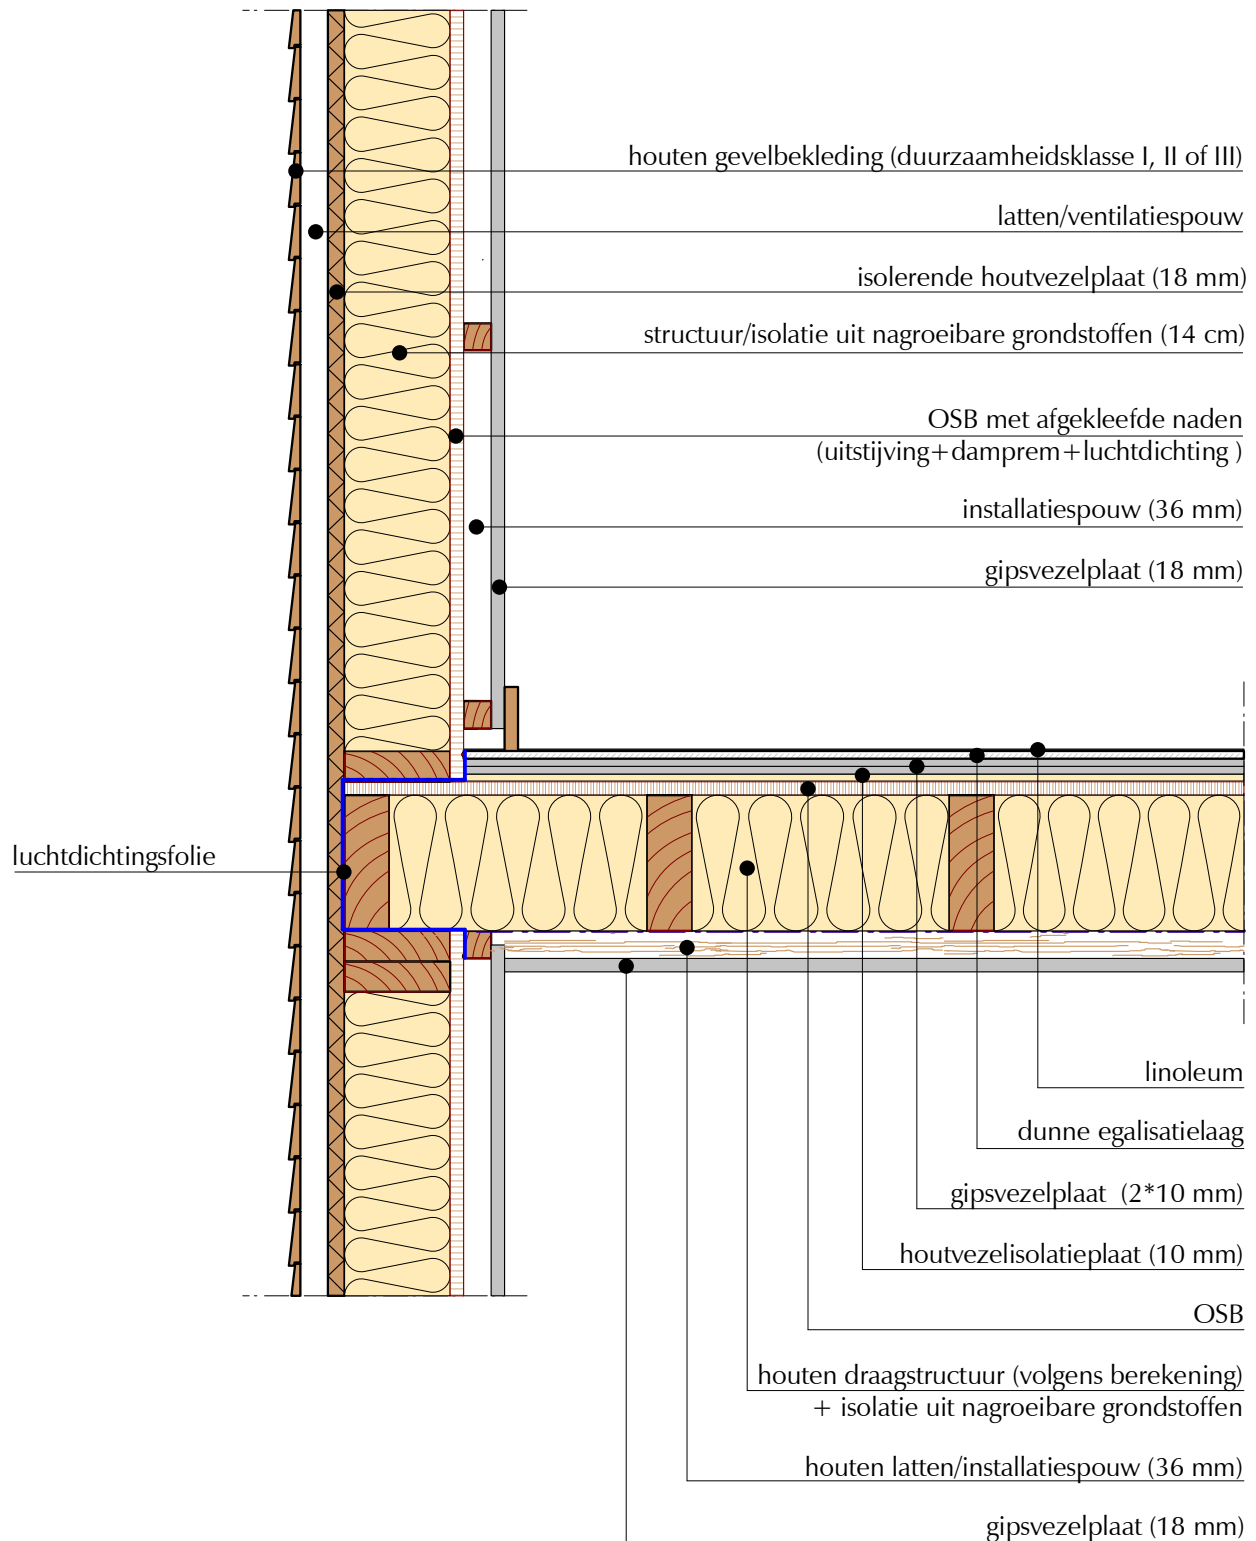 houten gevelbekleding (duurzaamheidsklasse I, II of III)
latten/ventilatiespouw
isolerende houtvezelplaat (18 mm)
structuur/isolatie uit nagroeibare grondstoffen (14 cm)
OSB met afgekleefde naden
(uitstijving+damprem+luchtdichting )
installatiespouw (36 mm)
gipsvezelplaat (18 mm)
luchtdichtingsfolie
linoleum
dunne egalisatielaag
gipsvezelplaat  (2*10 mm)
houtvezelisolatieplaat (10 mm)
OSB
houten draagstructuur (volgens berekening)
+ isolatie uit nagroeibare grondstoffen
houten latten/installatiespouw (36 mm)
gipsvezelplaat (18 mm)